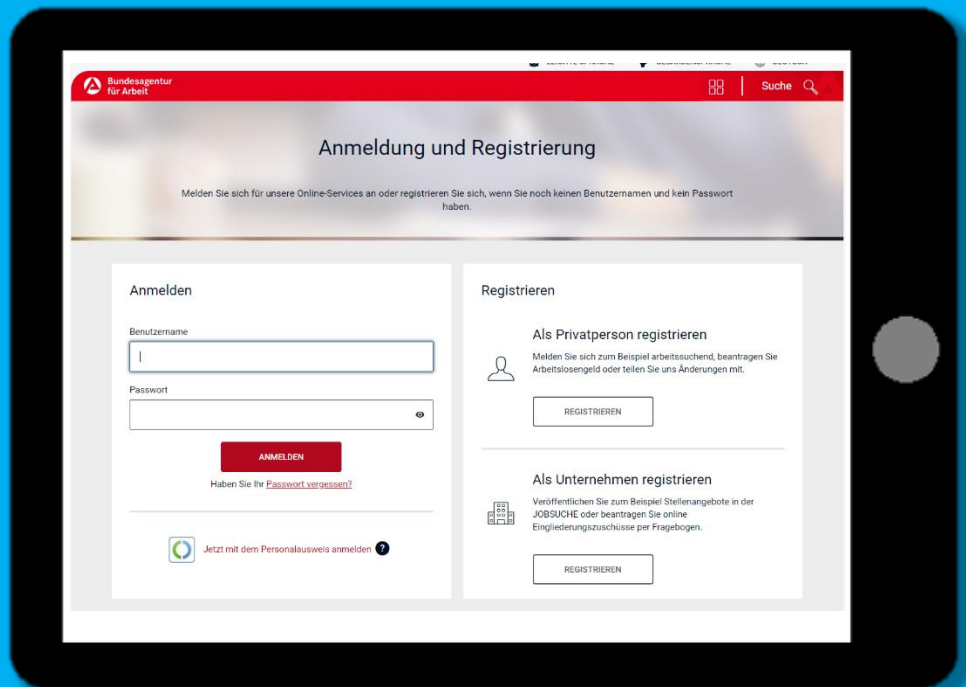 Bundesagentur
für Arbeit
Suche
Anmeldung und Registrierung
Melden Sie sich für unsere Online-Services an oder registrieren Sie sich, wenn Sie noch keinen Benutzernamen und kein Passwort
haben.
Anmelden
Benutzername
Passwort
ANMELDEN
Haben Sie Ihr Passwort vergessen?
Jetzt mit dem Personalausweis anmelden ?
Registrieren
Als Privatperson registrieren
Melden Sie sich zum Beispiel arbeitssuchend, beantragen Sie
Arbeitslosengeld oder teilen Sie uns Änderungen mit.
REGISTRIEREN
Als Unternehmen registrieren
Veröffentlichen Sie zum Beispiel Stellenangebote in der
JOBSUCHE oder beantragen Sie online
Eingliederungszuschüsse per Fragebogen.
REGISTRIEREN